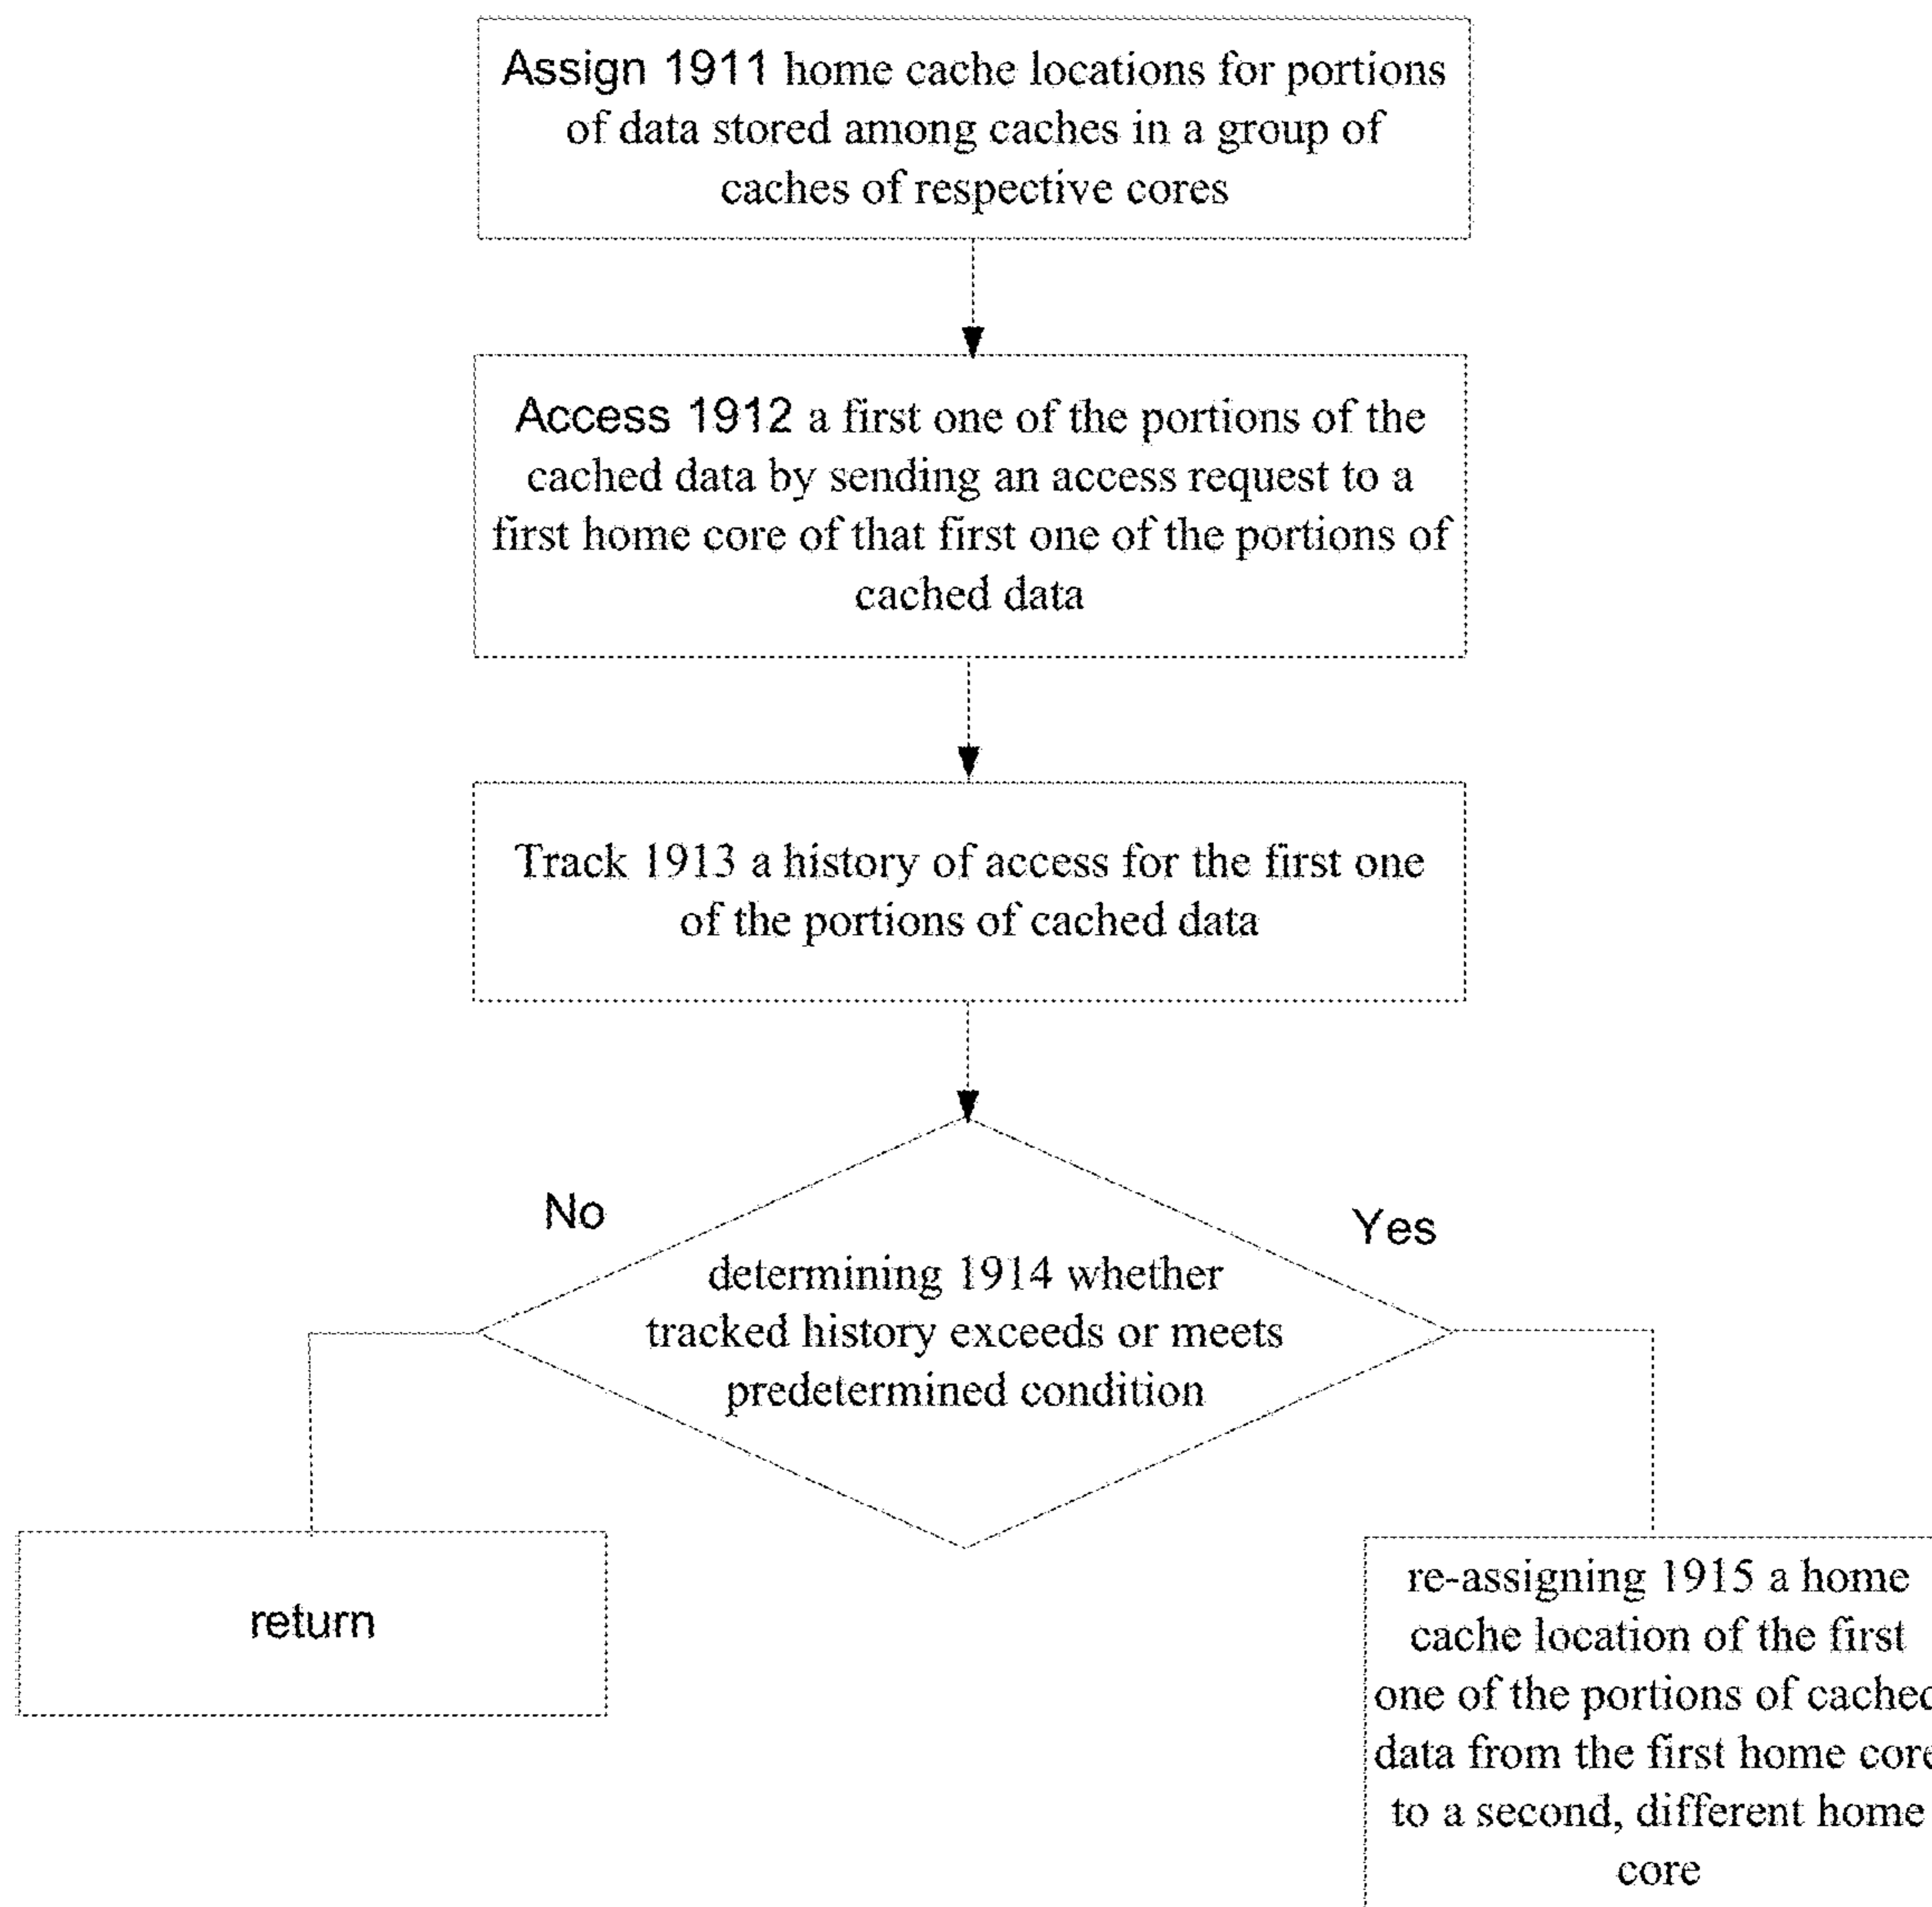 Assign 1911 home cache locations for portions
of data stored among caches in a group of
caches of respective cores
Access 1912 a first one of the portions of the
cached data by sending an access request to a
first home core of that first one of the portions of
cached data
Track 1913 a history of access for the first one
of the portions of cached data
No
Yes
determining 1914 whether
tracked history exceeds or meets
predetermined condition
return
re-assigning 1915 a home
cache location of the first
one of the portions of cached
data from the first home core
to a second, different home
core